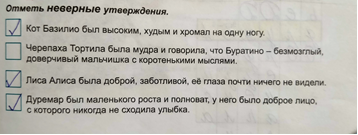 Отметь неверные утверждения.
Кот Базилио был высоким, худым и хромал на одну ногу.
Черепаха Тортила была мудра и говорила, что Буратино – безмозглый,
доверчивый мальчишка с коротенькими мыслями.
Лиса Алиса была доброй, заботливой, её глаза почти ничего не видели.
Дуремар был маленького роста и полноват, у него было доброе лицо,
с которого никогда не сходила улыбка.